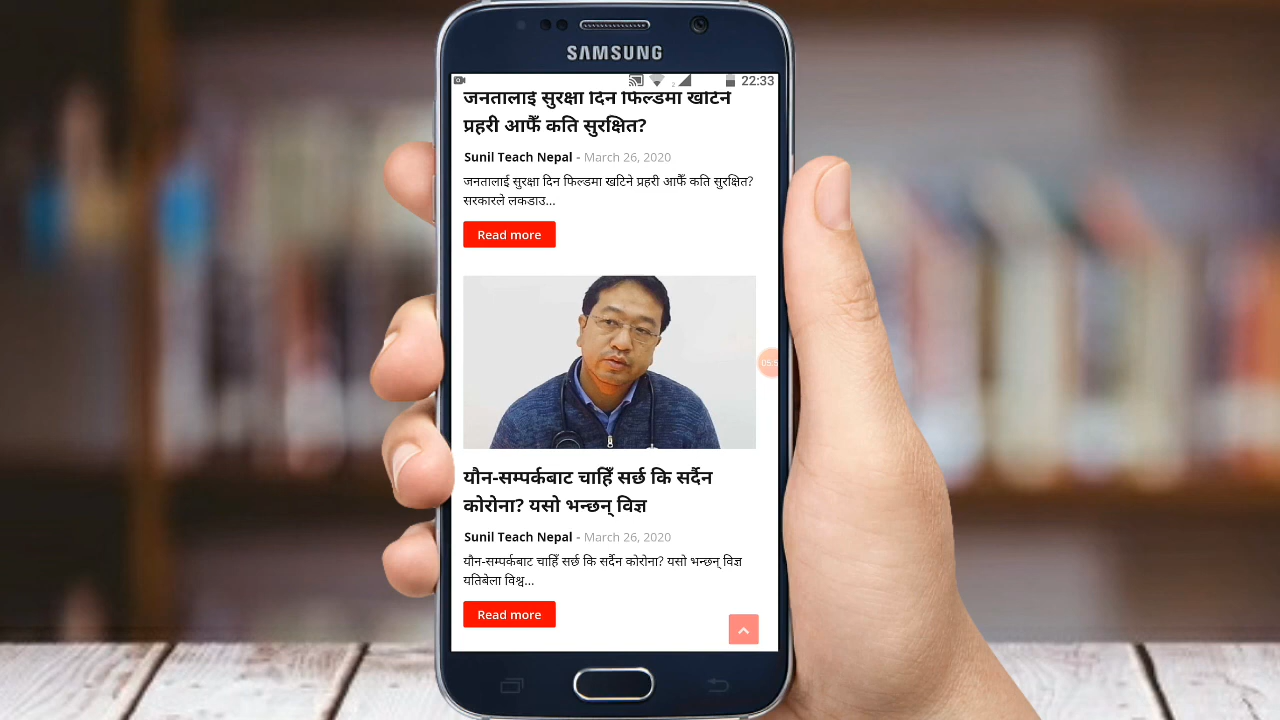 SAMSUNG
22:33
जनतालाई सुरक्षा दिन फिल्डमा खटिने
प्रहरी आफैँ कति सुरक्षित?
Sunil Teach Nepal - March 26, 2020
जनतालाई सुरक्षा दिन फिल्डमा खटिने प्रहरी आफैँ कति सुरक्षित?
सरकारले लकडाउ...
Read more
यौन-सम्पर्कबाट चाहिँ सर्छ कि सर्दैन
कोरोना? यसो भन्छन् विज्ञ
Sunil Teach Nepal - March 26, 2020
यौन-सम्पर्कबाट चाहिँ सर्छ कि सर्दैन कोरोना? यसो भन्छन् विज्ञ
यतिबेला विश्व...
Read more